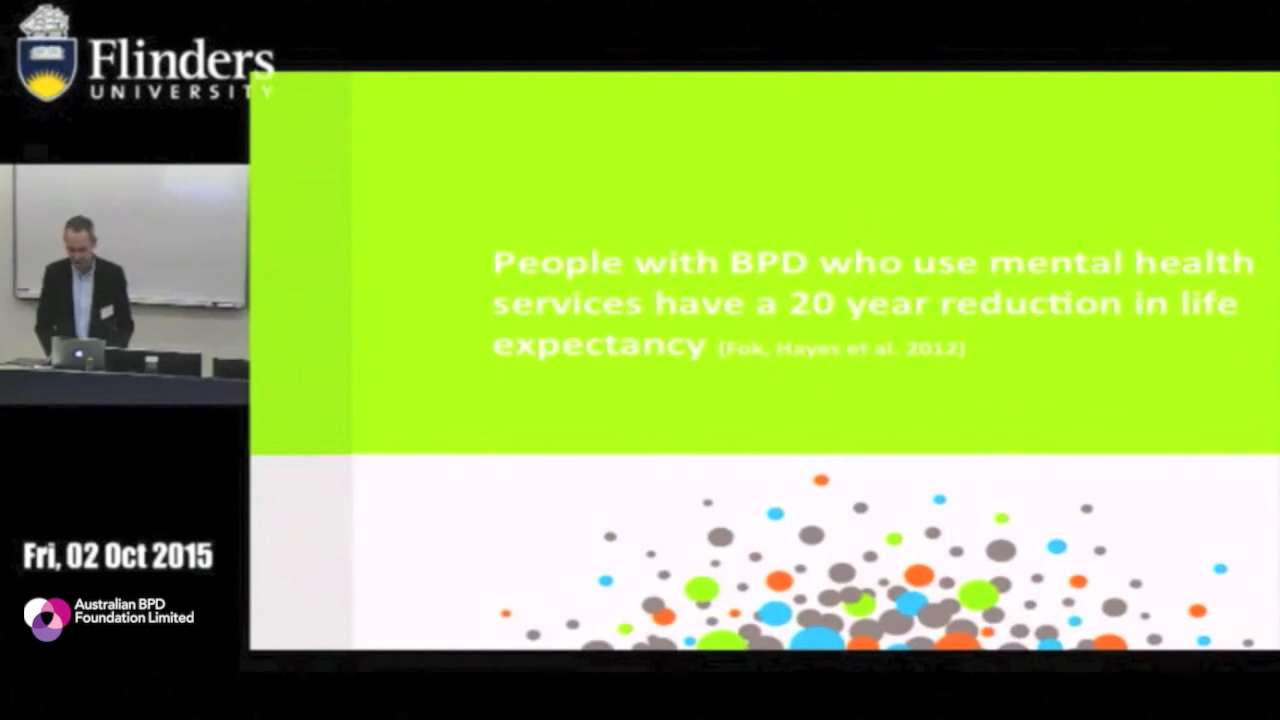 Flinders
UNIVERSITY
People with BPD who use mental health
services have a 20 year reduction in life
expectancy (Fok, Hayes et al. 2012)
Fri, 02 Oct 2015
Australian BPD
Foundation Limited